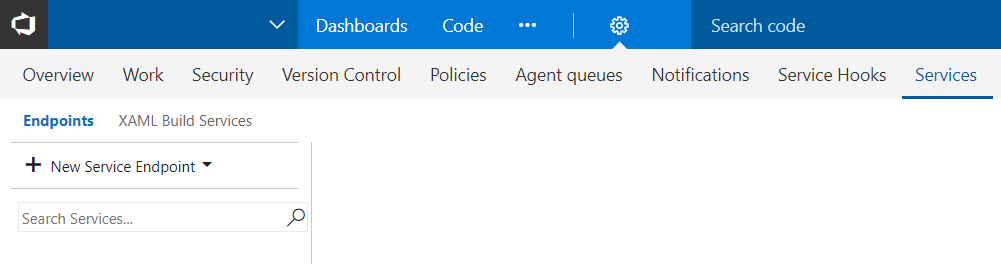 Dashboards Code ••• Search code
Overview Work Security Version Control Policies Agent queues Notifications Service Hooks Services
Endpoints XAML Build Services
+ New Service Endpoint
Search Services...